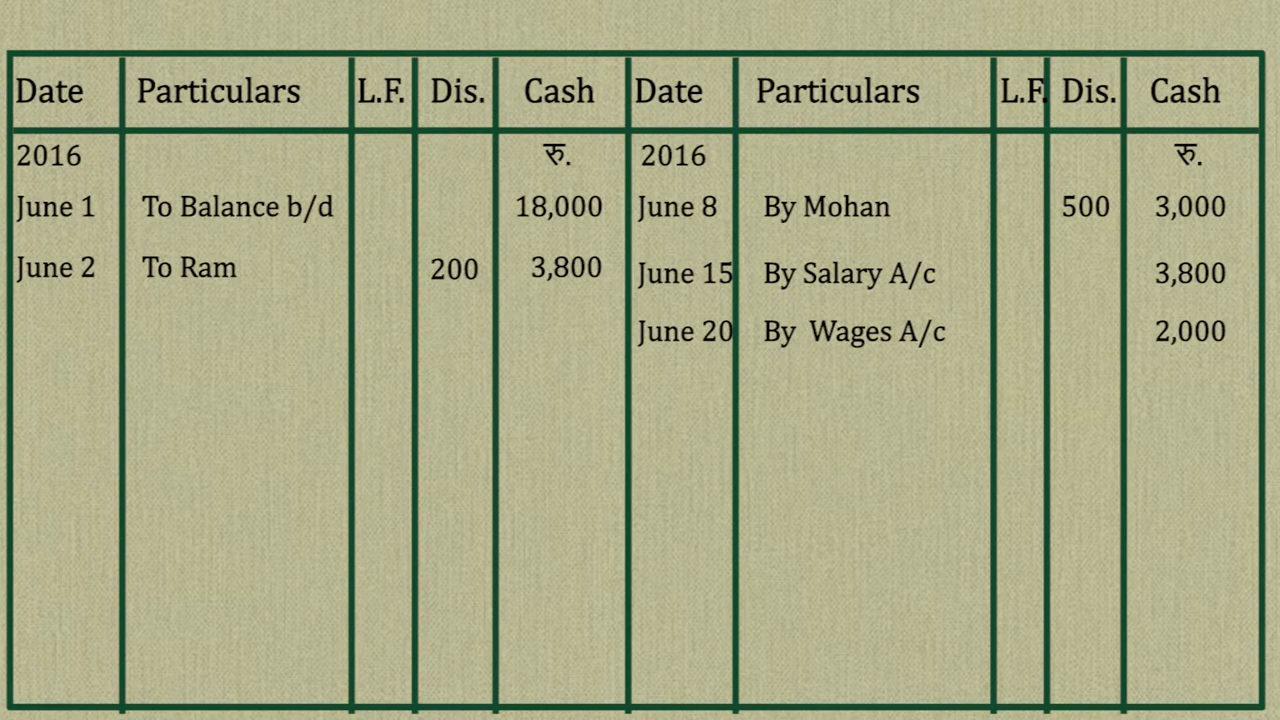 Date Particulars L.F. Dis. Cash Date Particulars L.F. Dis. Cash
2016 रु. 2016 रु.
June 1 To Balance b/d 18,000 June 8 By Mohan 500 3,000
June 2 To Ram 200 3,800 June 15 By Salary A/c 3,800
June 20 By Wages A/c 2,000